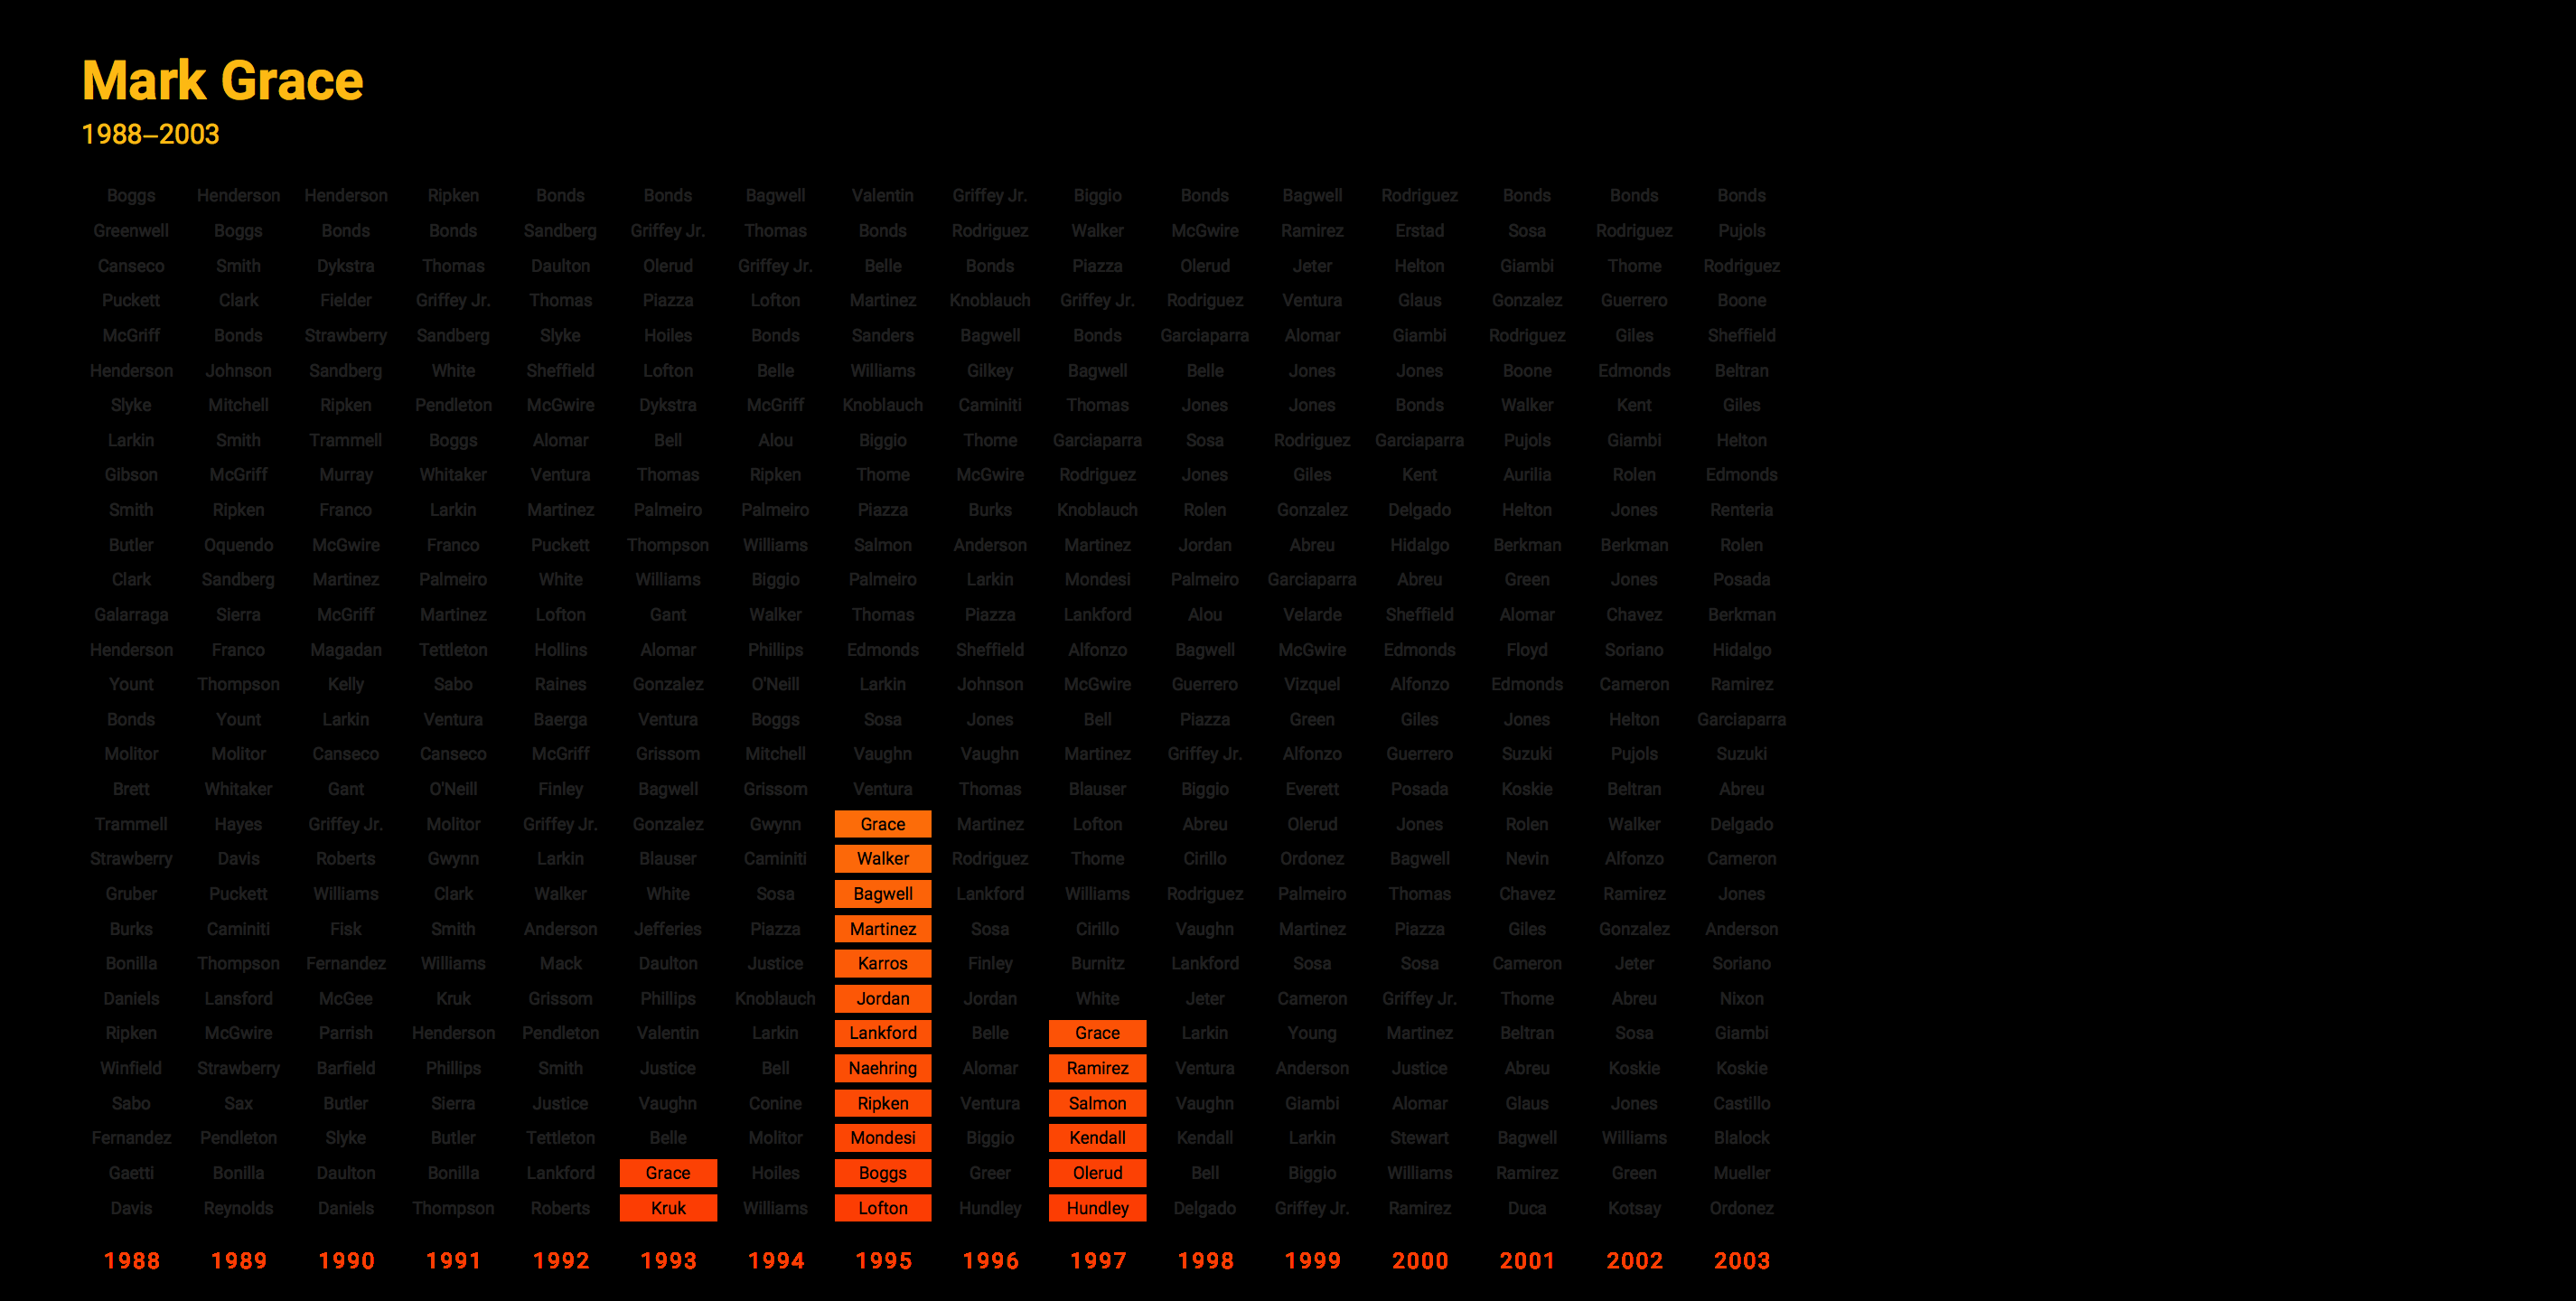 Mark Grace
1988–2003
Boggs Henderson Henderson Ripken Bonds Bonds Bagwell Valentin Griffey Jr. Biggio Bonds Bagwell Rodriguez Bonds Bonds Bonds
Greenwell Boggs Bonds Bonds Sandberg Griffey Jr. Thomas Bonds Rodriguez Walker McGwire Ramirez Erstad Sosa Rodriguez Pujols
Canseco Smith Dykstra Thomas Daulton Olerud Griffey Jr. Belle Bonds Piazza Olerud Jeter Helton Giambi Thome Rodriguez
Puckett Clark Fielder Griffey Jr. Thomas Piazza Lofton Martinez Knoblauch Griffey Jr. Rodriguez Ventura Glaus Gonzalez Guerrero Boone
McGriff Bonds Strawberry Sandberg Slyke Hoiles Bonds Sanders Bagwell Bonds Garciaparra Alomar Giambi Rodriguez Giles Sheffield
Henderson Johnson Sandberg White Sheffield Lofton Belle Williams Gilkey Bagwell Belle Jones Jones Boone Edmonds Beltran
Slyke Mitchell Ripken Pendleton McGwire Dykstra McGriff Knoblauch Caminiti Thomas Jones Jones Bonds Walker Kent Giles
Larkin Smith Trammell Boggs Alomar Bell Alou Biggio Thome Garciaparra Sosa Rodriguez Garciaparra Pujols Giambi Helton
Gibson McGriff Murray Whitaker Ventura Thomas Ripken Thome McGwire Rodriguez Jones Giles Kent Aurilia Rolen Edmonds
Smith Ripken Franco Larkin Martinez Palmeiro Palmeiro Piazza Burks Knoblauch Rolen Gonzalez Delgado Helton Jones Renteria
Butler Oquendo McGwire Franco Puckett Thompson Williams Salmon Anderson Martinez Jordan Abreu Hidalgo Berkman Berkman Rolen
Clark Sandberg Martinez Palmeiro White Williams Biggio Palmeiro Larkin Mondesi Palmeiro Garciaparra Abreu Green Jones Posada
Galarraga Sierra McGriff Martinez Lofton Gant Walker Thomas Piazza Lankford Alou Velarde Sheffield Alomar Chavez Berkman
Henderson Franco Magadan Tettleton Hollins Alomar Phillips Edmonds Sheffield Alfonzo Bagwell McGwire Edmonds Floyd Soriano Hidalgo
Yount Thompson Kelly Sabo Raines Gonzalez O'Neill Larkin Johnson McGwire Guerrero Vizquel Alfonzo Edmonds Cameron Ramirez
Bonds Yount Larkin Ventura Baerga Ventura Boggs Sosa Jones Bell Piazza Green Giles Jones Helton Garciaparra
Molitor Molitor Canseco Canseco McGriff Grissom Mitchell Vaughn Vaughn Martinez Griffey Jr. Alfonzo Guerrero Suzuki Pujols Suzuki
Brett Whitaker Gant O'Neill Finley Bagwell Grissom Ventura Thomas Blauser Biggio Everett Posada Koskie Beltran Abreu
Trammell Hayes Griffey Jr. Molitor Griffey Jr. Gonzalez Gwynn Grace Martinez Lofton Abreu Olerud Jones Rolen Walker Delgado
Strawberry Davis Roberts Gwynn Larkin Blauser Caminiti Walker Rodriguez Thome Cirillo Ordonez Bagwell Nevin Alfonzo Cameron
Gruber Puckett Williams Clark Walker White Sosa Bagwell Lankford Williams Rodriguez Palmeiro Thomas Chavez Ramirez Jones
Burks Caminiti Fisk Smith Anderson Jefferies Piazza Martinez Sosa Cirillo Vaughn Martinez Piazza Giles Gonzalez Anderson
Bonilla Thompson Fernandez Williams Mack Daulton Justice Karros Finley Burnitz Lankford Sosa Sosa Cameron Jeter Soriano
Daniels Lansford McGee Kruk Grissom Phillips Knoblauch Jordan Jordan White Jeter Cameron Griffey Jr. Thome Abreu Nixon
Ripken McGwire Parrish Henderson Pendleton Valentin Larkin Lankford Belle Grace Larkin Young Martinez Beltran Sosa Giambi
Winfield Strawberry Barfield Phillips Smith Justice Bell Naehring Alomar Ramirez Ventura Anderson Justice Abreu Koskie Koskie
Sabo Sax Butler Sierra Justice Vaughn Conine Ripken Ventura Salmon Vaughn Giambi Alomar Glaus Jones Castillo
Fernandez Pendleton Slyke Butler Tettleton Belle Molitor Mondesi Biggio Kendall Kendall Larkin Stewart Bagwell Williams Blalock
Gaetti Bonilla Daulton Bonilla Lankford Grace Hoiles Boggs Greer Olerud Bell Biggio Williams Ramirez Green Mueller
Davis Reynolds Daniels Thompson Roberts Kruk Williams Lofton Hundley Hundley Delgado Griffey Jr. Ramirez Duca Kotsay Ordonez
1988 1989 1990 1991 1992 1993 1994 1995 1996 1997 1998 1999 2000 2001 2002 2003